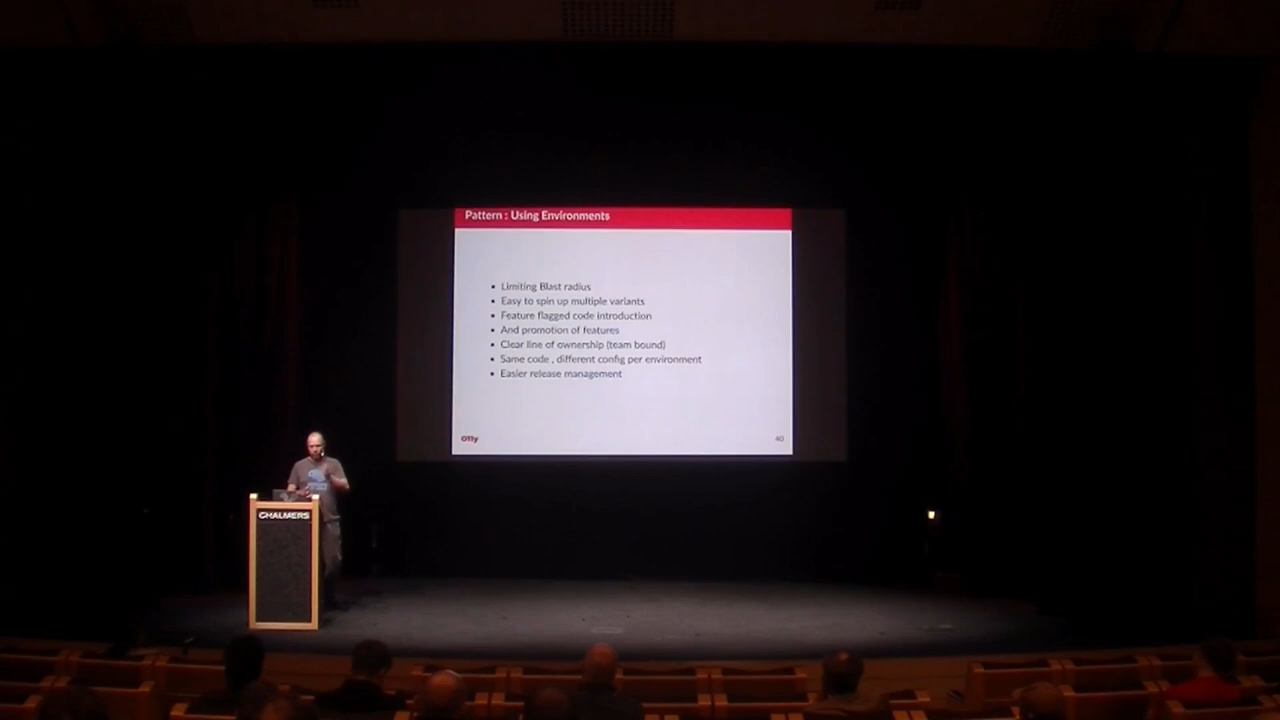 Pattern : Using Environments
• Limiting Blast radius
• Easy to spin up multiple variants
• Feature flagged code introduction
• And promotion of features
• Clear line of ownership (team bound)
• Same code , different config per environment
• Easier release management
O11y
40
CHALMERS